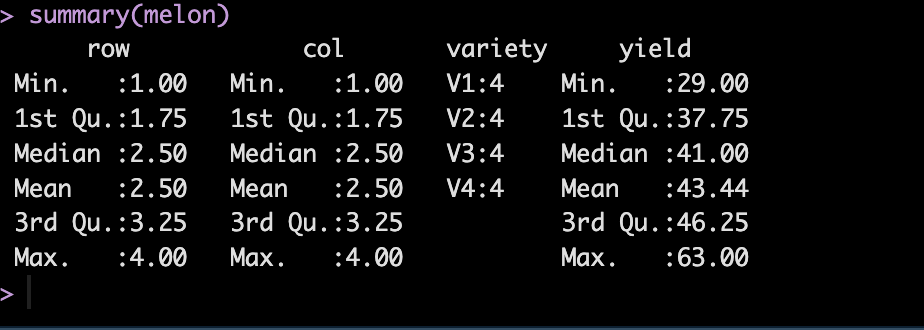 > summary(melon)
      row            col       variety     yield
 Min.   :1.00   Min.   :1.00   V1:4    Min.   :29.00
 1st Qu.:1.75   1st Qu.:1.75   V2:4    1st Qu.:37.75
 Median :2.50   Median :2.50   V3:4    Median :41.00
 Mean   :2.50   Mean   :2.50   V4:4    Mean   :43.44
 3rd Qu.:3.25   3rd Qu.:3.25           3rd Qu.:46.25
 Max.   :4.00   Max.   :4.00           Max.   :63.00
>